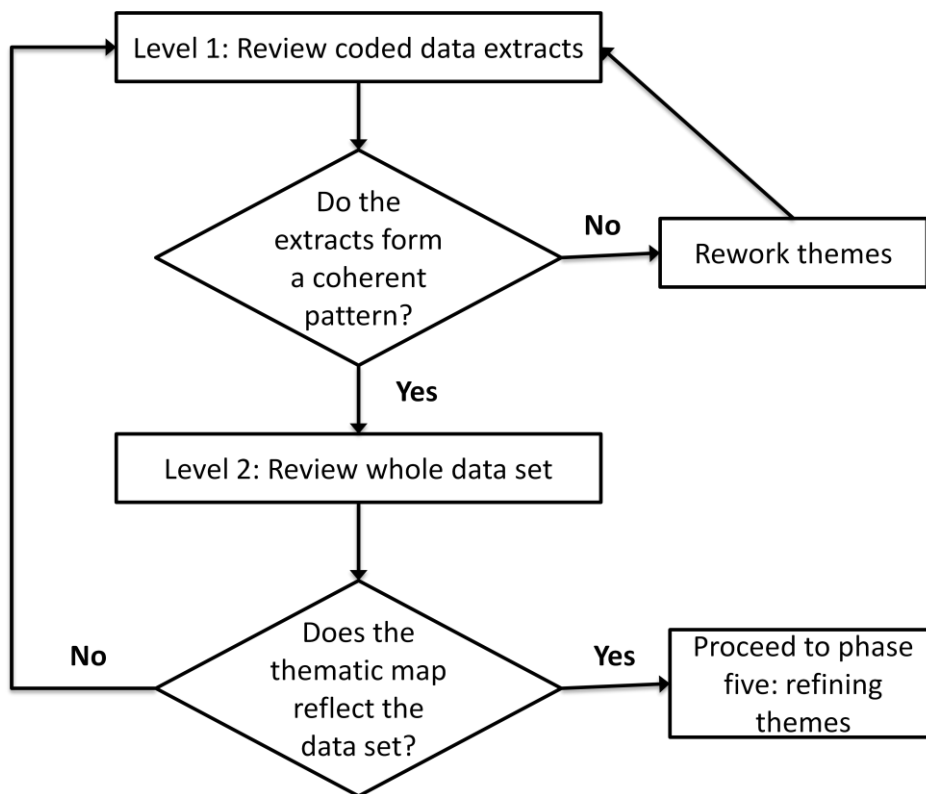 Level 1: Review coded data extracts
Do the
extracts form
a coherent
pattern?
No
Rework themes
Yes
Level 2: Review whole data set
Does the
thematic map
reflect the
data set?
No
Yes
Proceed to phase
five: refining
themes